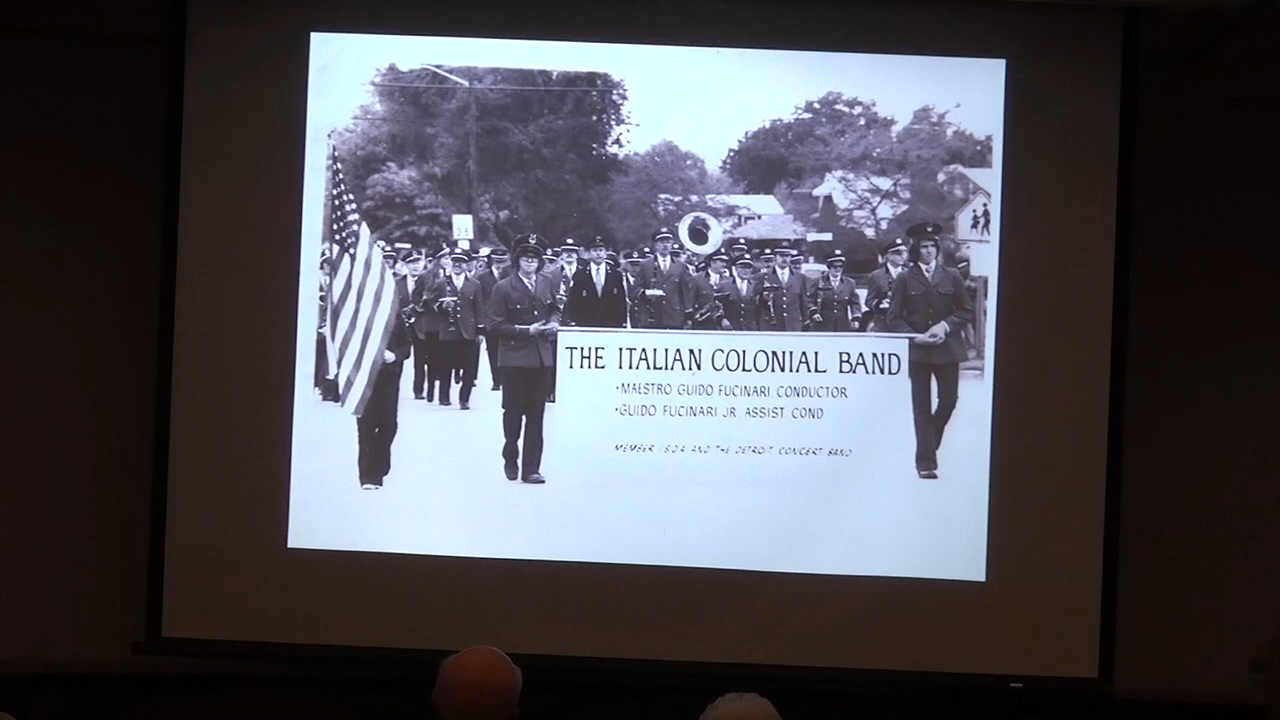 25
THE ITALIAN COLONIAL BAND
•MAESTRO GUIDO FUCINARI, CONDUCTOR
•GUIDO FUCINARI JR. ASSIST. COND
MEMBER I.S.D.A. AND THE DETROIT CONCERT BAND